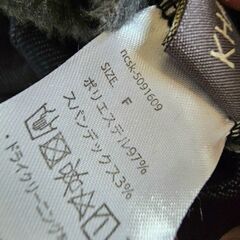 ncsk-5091609
SIZE F
ポリエステル97%
スパンデックス3%
・ドライクリーニング
KH